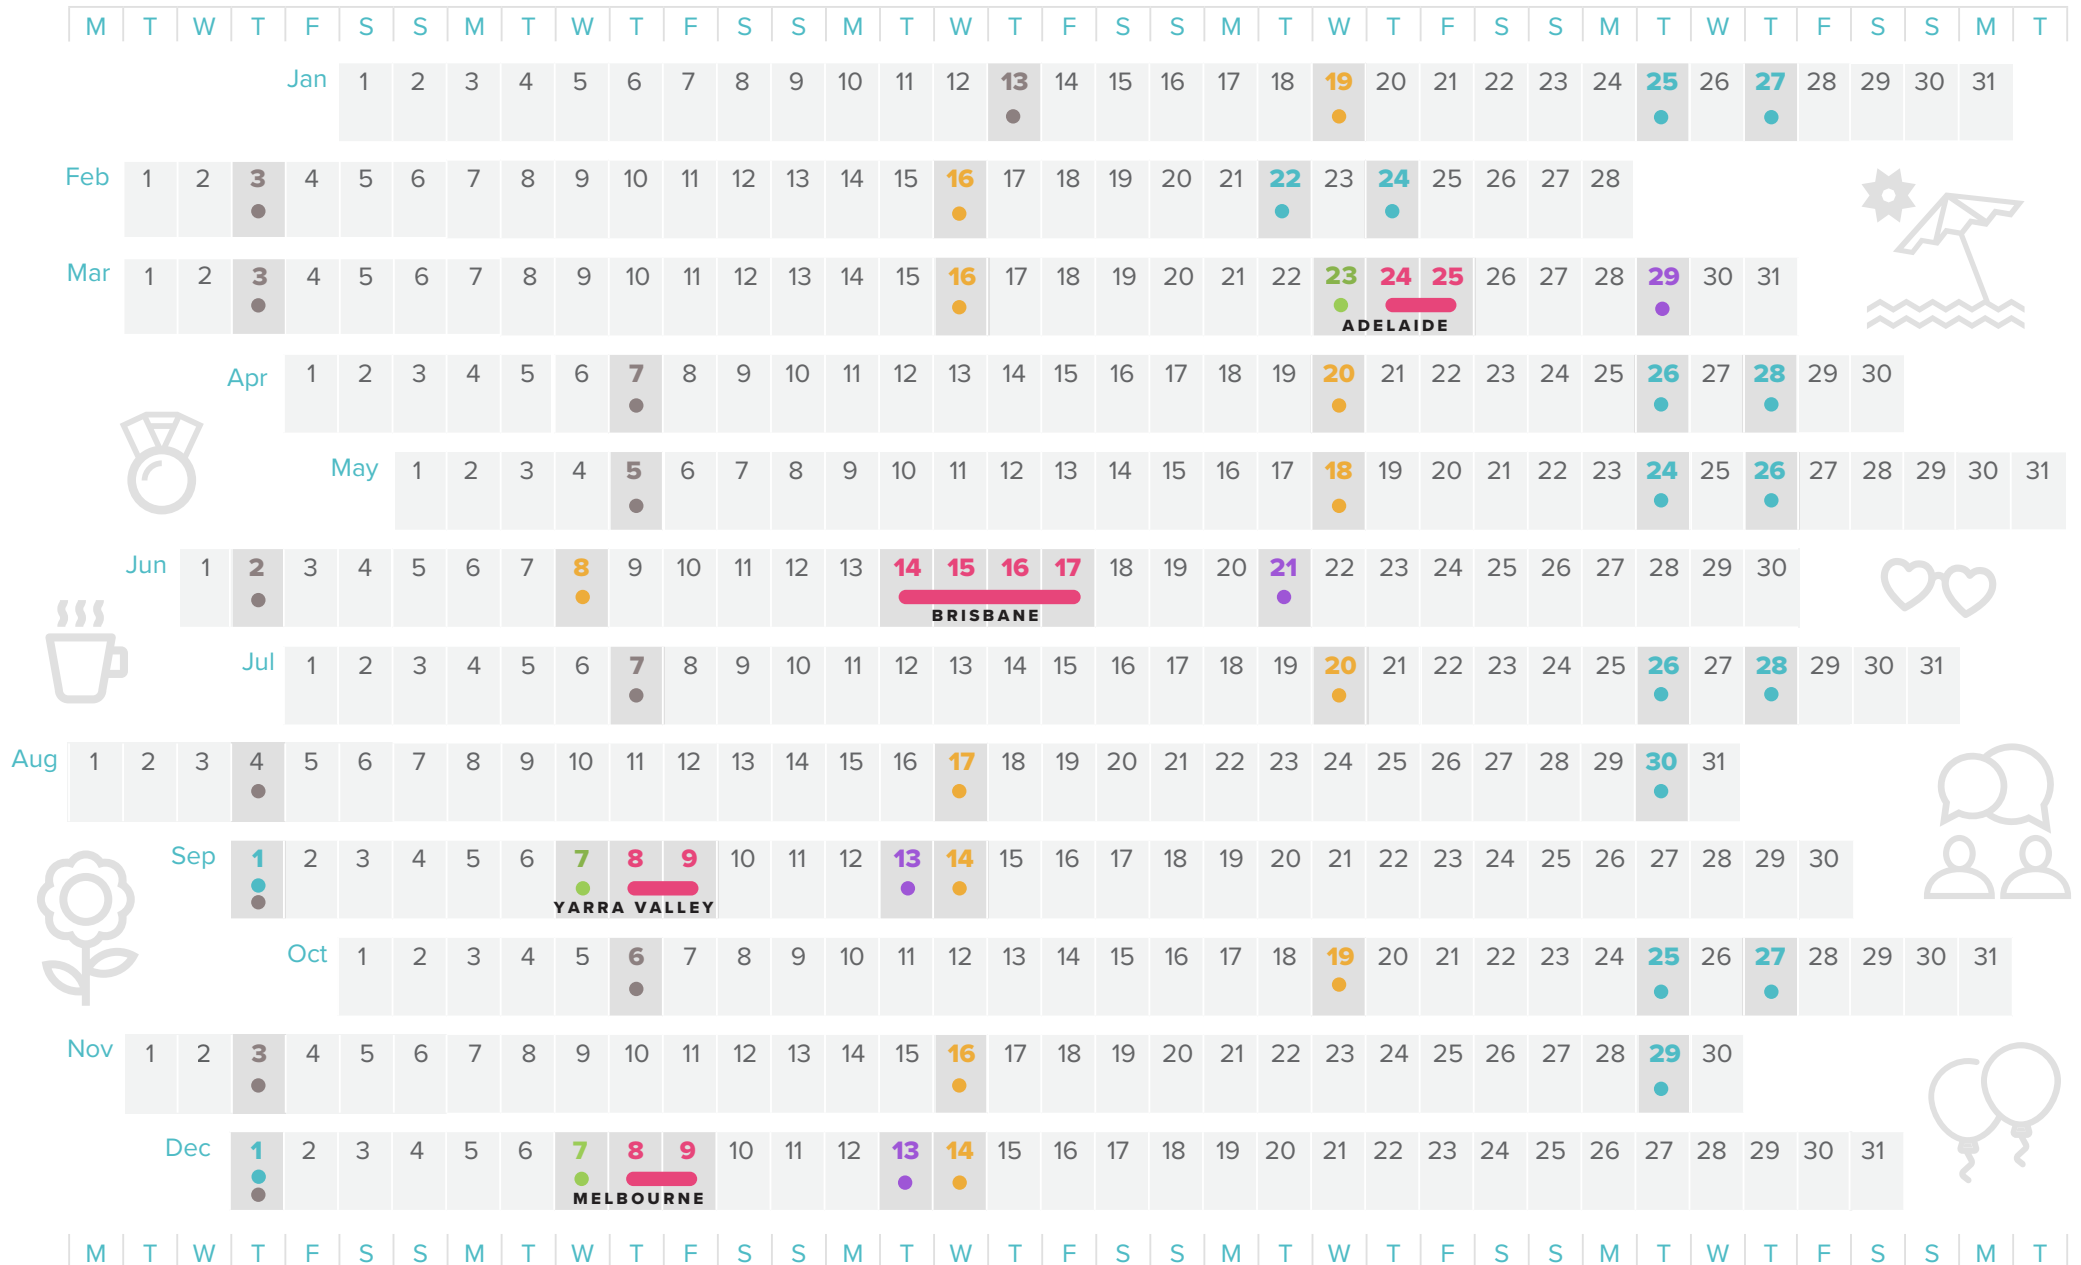 M T W T F S S M T W T F S S M T W T F S S M T W T F S S M T W T F S S M T
Jan 1 2 3 4 5 6 7 8 9 10 11 12 13 14 15 16 17 18 19 20 21 22 23 24 25 26 27 28 29 30 31
Feb 1 2 3 4 5 6 7 8 9 10 11 12 13 14 15 16 17 18 19 20 21 22 23 24 25 26 27 28
Mar 1 2 3 4 5 6 7 8 9 10 11 12 13 14 15 16 17 18 19 20 21 22 23 24 25 26 27 28 29 30 31
ADELAIDE
Apr 1 2 3 4 5 6 7 8 9 10 11 12 13 14 15 16 17 18 19 20 21 22 23 24 25 26 27 28 29 30
May 1 2 3 4 5 6 7 8 9 10 11 12 13 14 15 16 17 18 19 20 21 22 23 24 25 26 27 28 29 30 31
Jun 1 2 3 4 5 6 7 8 9 10 11 12 13 14 15 16 17 18 19 20 21 22 23 24 25 26 27 28 29 30
BRISBANE
Jul 1 2 3 4 5 6 7 8 9 10 11 12 13 14 15 16 17 18 19 20 21 22 23 24 25 26 27 28 29 30 31
Aug 1 2 3 4 5 6 7 8 9 10 11 12 13 14 15 16 17 18 19 20 21 22 23 24 25 26 27 28 29 30 31
Sep 1 2 3 4 5 6 7 8 9 10 11 12 13 14 15 16 17 18 19 20 21 22 23 24 25 26 27 28 29 30
YARRA VALLEY
Oct 1 2 3 4 5 6 7 8 9 10 11 12 13 14 15 16 17 18 19 20 21 22 23 24 25 26 27 28 29 30 31
Nov 1 2 3 4 5 6 7 8 9 10 11 12 13 14 15 16 17 18 19 20 21 22 23 24 25 26 27 28 29 30
Dec 1 2 3 4 5 6 7 8 9 10 11 12 13 14 15 16 17 18 19 20 21 22 23 24 25 26 27 28 29 30 31
MELBOURNE
M T W T F S S M T W T F S S M T W T F S S M T W T F S S M T W T F S S M T